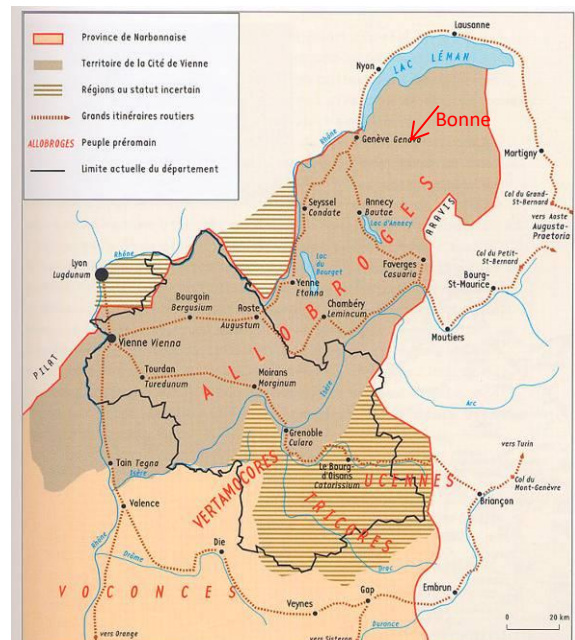 Province de Narbonnaise
Territoire de la Cité de Vienne
Régions au statut incertain
Grands itinéraires routiers
ALLOBROGES Peuple préromain
Limite actuelle du département
Lausanne
LAC LÉMAN
Nyon
Bonne
Rhône
Genève Genava
Martigny
Col du Grand-
St-Bernard
vers Aoste
Augusta-
Praetoria
Seyssel
Condate
Annecy
Boutae
Lac d'Annecy
ARAVIS
Col du Petit-
St-Bernard
Bourg-
St-Maurice
Faverges
Casuaria
Lyon
Lugdunum
Rhône
Lac
du
Bourget
Yenne
Etanna
Bourgoin
Bergusium
Aoste
Augustum
Chambéry
Lemincum
Moutiers
Vienne Vienna
ALLOBROGES
PILAT
Tourdan
Turedunum
Moirans
Morginum
Isère
Arc
Grenoble
Cularo
vers Turin
Tain Tegna
Isère
VERTAMOCORES
Le Bourg-
d'Oisans
Catarissium
UCENNES
Col du
Mont-Genèvre
TRICORES
Briançon
Valence
Rhône
Drôme
Die
Drac
VOCONCES
Embrun
Gap
Veynes
Durance
20 km
vers Orange
vers Sisteron